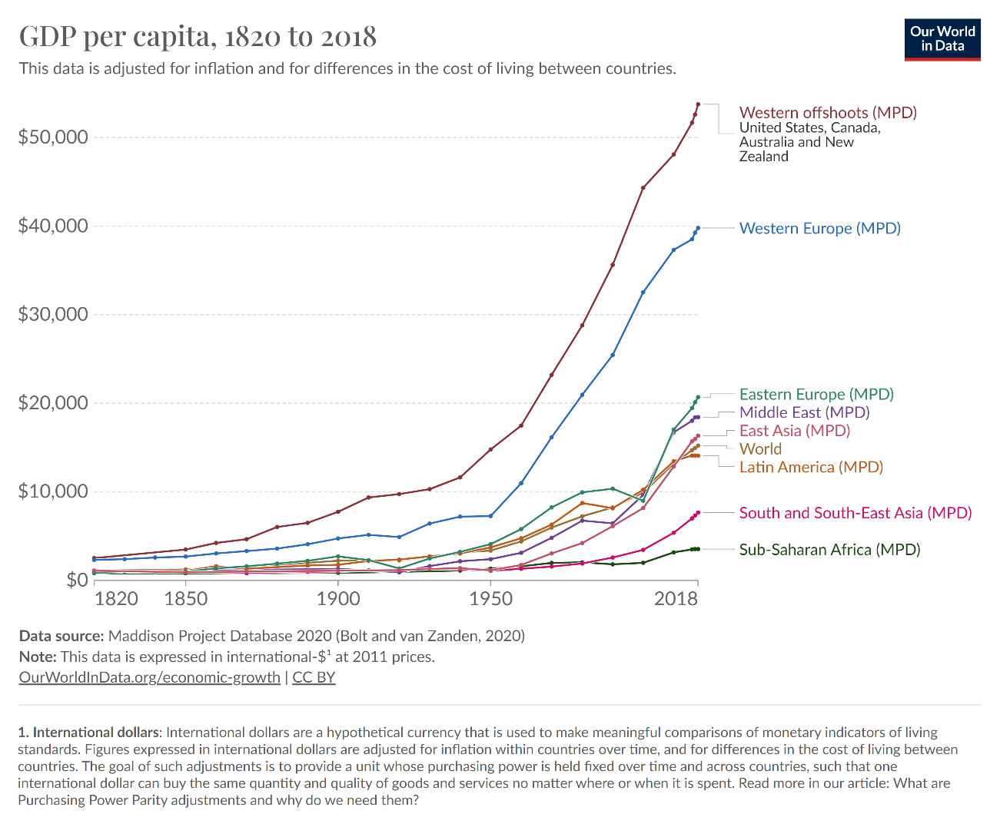 GDP per capita, 1820 to 2018
Our World
in Data
This data is adjusted for inflation and for differences in the cost of living between countries.
$50,000
$40,000
$30,000
$20,000
$10,000
$0
Western offshoots (MPD)
United States, Canada,
Australia and New
Zealand
Western Europe (MPD)
Eastern Europe (MPD)
Middle East (MPD)
East Asia (MPD)
World
Latin America (MPD)
South and South-East Asia (MPD)
Sub-Saharan Africa (MPD)
1820 1850 1900 1950 2018
Data source: Maddison Project Database 2020 (Bolt and van Zanden, 2020)
Note: This data is expressed in international-$¹ at 2011 prices.
OurWorldInData.org/economic-growth | CC BY
1. International dollars: International dollars are a hypothetical currency that is used to make meaningful comparisons of monetary indicators of living
standards. Figures expressed in international dollars are adjusted for inflation within countries over time, and for differences in the cost of living between
countries. The goal of such adjustments is to provide a unit whose purchasing power is held fixed over time and across countries, such that one
international dollar can buy the same quantity and quality of goods and services no matter where or when it is spent. Read more in our article: What are
Purchasing Power Parity adjustments and why do we need them?